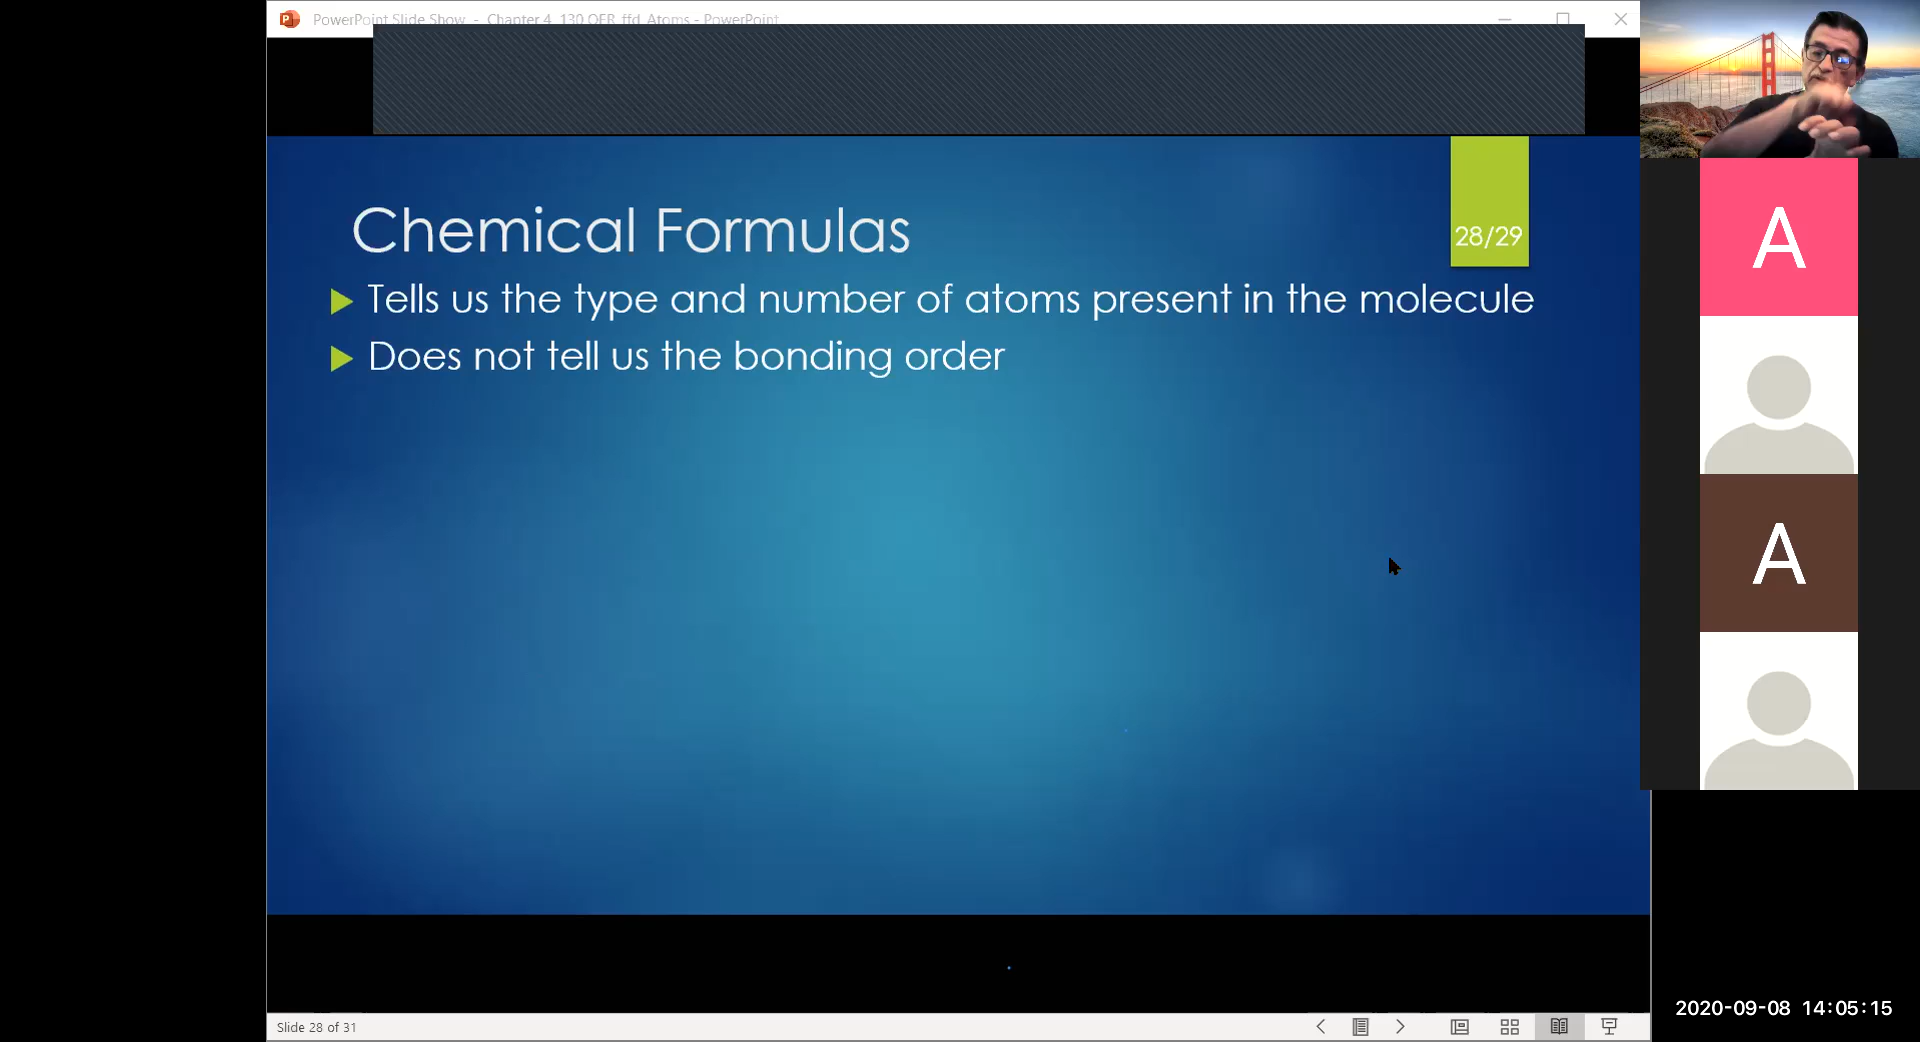 PowerPoint Slide Show - Chapter 4_130 OER_ffd_Atoms - PowerPoint
Chemical Formulas
28/29
Tells us the type and number of atoms present in the molecule
Does not tell us the bonding order
A
A
2020-09-08 14:05:15
Slide 28 of 31